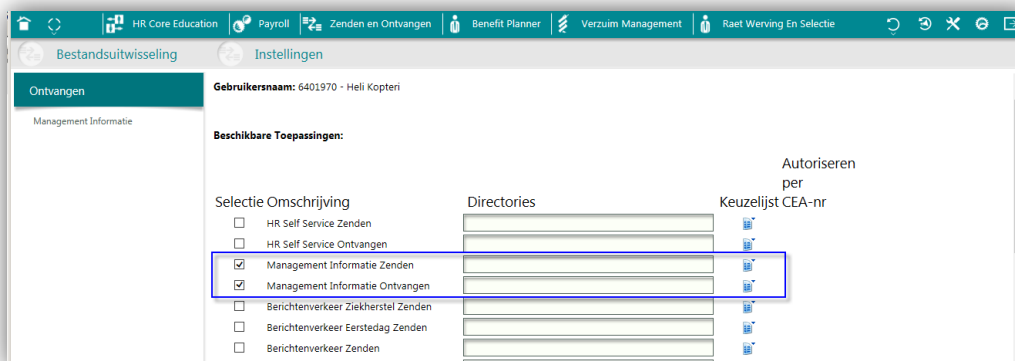 HR Core Education Payroll Zenden en Ontvangen Benefit Planner Verzuim Management Raet Werving En Selectie
Bestandsuitwisseling Instellingen
Ontvangen
Management Informatie
Gebruikersnaam: 6401970 - Heli Kopteri
Beschikbare Toepassingen:
Autoriseren
per
Selectie Omschrijving Directories Keuzelijst CEA-nr
HR Self Service Zenden
HR Self Service Ontvangen
Management Informatie Zenden
Management Informatie Ontvangen
Berichtenverkeer Ziekherstel Zenden
Berichtenverkeer Eerstedag Zenden
Berichtenverkeer Zenden